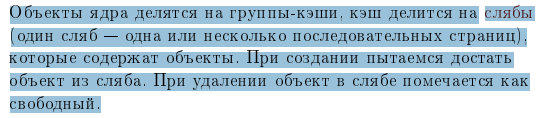 Объекты ядра делятся на группы-кэши, кэш делится на слябы
(один сляб — одна или несколько последовательных страниц),
которые содержат объекты. При создании пытаемся достать
объект из сляба. При удалении объект в слябе помечается как
свободный.